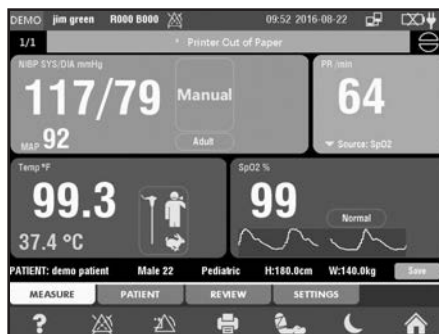 DEMO jim green R000 B000 09:52 2016-08-22
1/1 * Printer Out of Paper
NIBP SYS/DIA mmHg
117/79 Manual
MAP 92 Adult
PR /min
64
Source: SpO2
Temp °F
99.3
37.4 °C
SpO2 %
99
Normal
PATIENT: demo patient Male 22 Pediatric H:180.0cm W:140.0kg Save
MEASURE PATIENT REVIEW SETTINGS
?